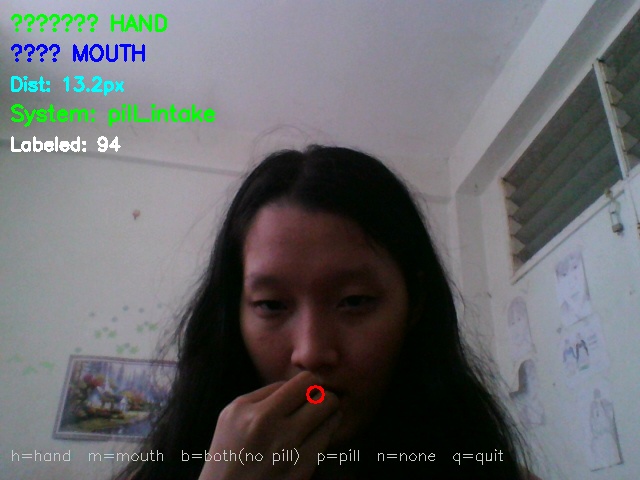 ??????? HAND
???? MOUTH
Dist: 13.2px
System: pill_intake
Labeled: 94
h=hand m=mouth b=both(no pill) p=pill n=none q=quit